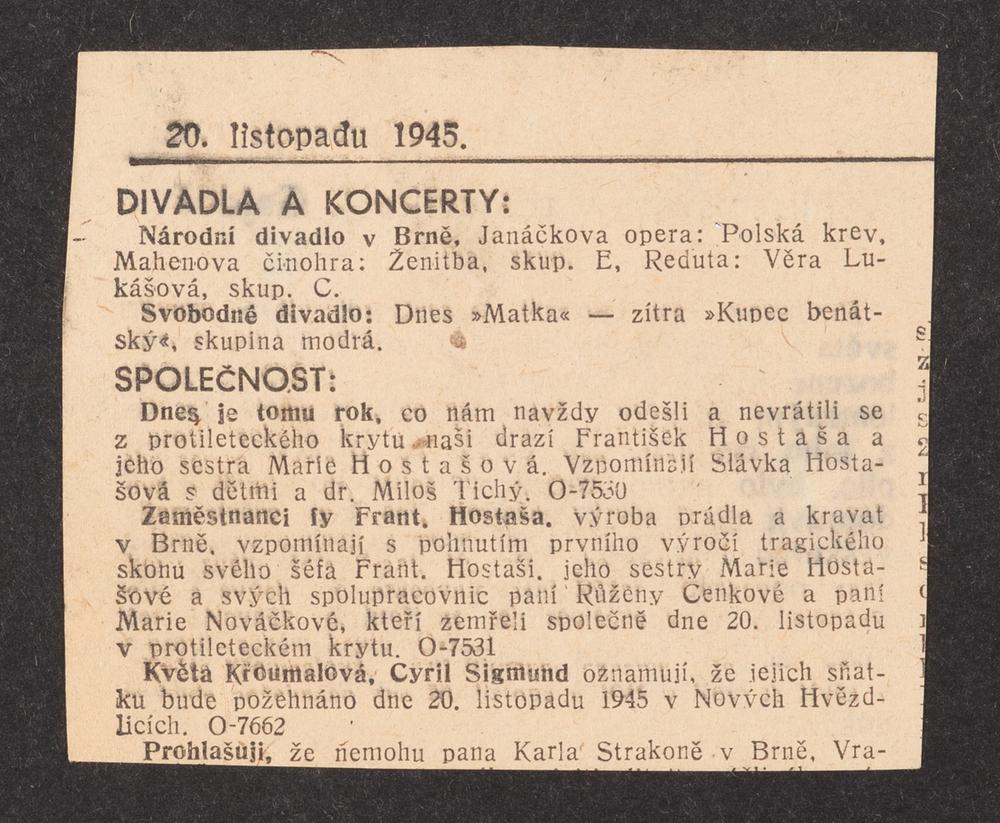 20. listopadu 1945.
DIVADLA A KONCERTY:
Národní divadlo v Brně, Janáčkova opera: Polská krev,
Mahenova činohra: Ženitba, skup. E, Reduta: Věra Lu-
kášová, skup. C.
Svobodné divadlo: Dnes »Matka« — zítra »Kupec benát-
ský«, skupina modrá.
SPOLEČNOST:
Dnes je tomu rok, co nám navždy odešli a nevrátili se
z protileteckého krytu naši drazí František Hostaša a
jeho sestra Marie Hostašová. Vzpomínají Slávka Hosta-
šová s dětmi a dr. Miloš Tichý. O-7530
Zaměstnanci fy Frant. Hostaša, výroba prádla a kravat
v Brně, vzpomínají s pohnutím prvního výročí tragického
skonu svého šéfa Frant. Hostaši, jeho sestry Marie Hosta-
šové a svých spolupracovnic paní Růženy Cenkové a paní
Marie Nováčkové, kteří zemřeli společně dne 20. listopadu
v protileteckém krytu. O-7531
Květa Kroumalová, Cyril Sigmund oznamují, že jejich sňat-
ku bude požehnáno dne 20. listopadu 1945 v Nových Hvězd-
licích. O-7662
Prohlašuji, že nemohu pana Karla Strakoně v Brně, Vra-